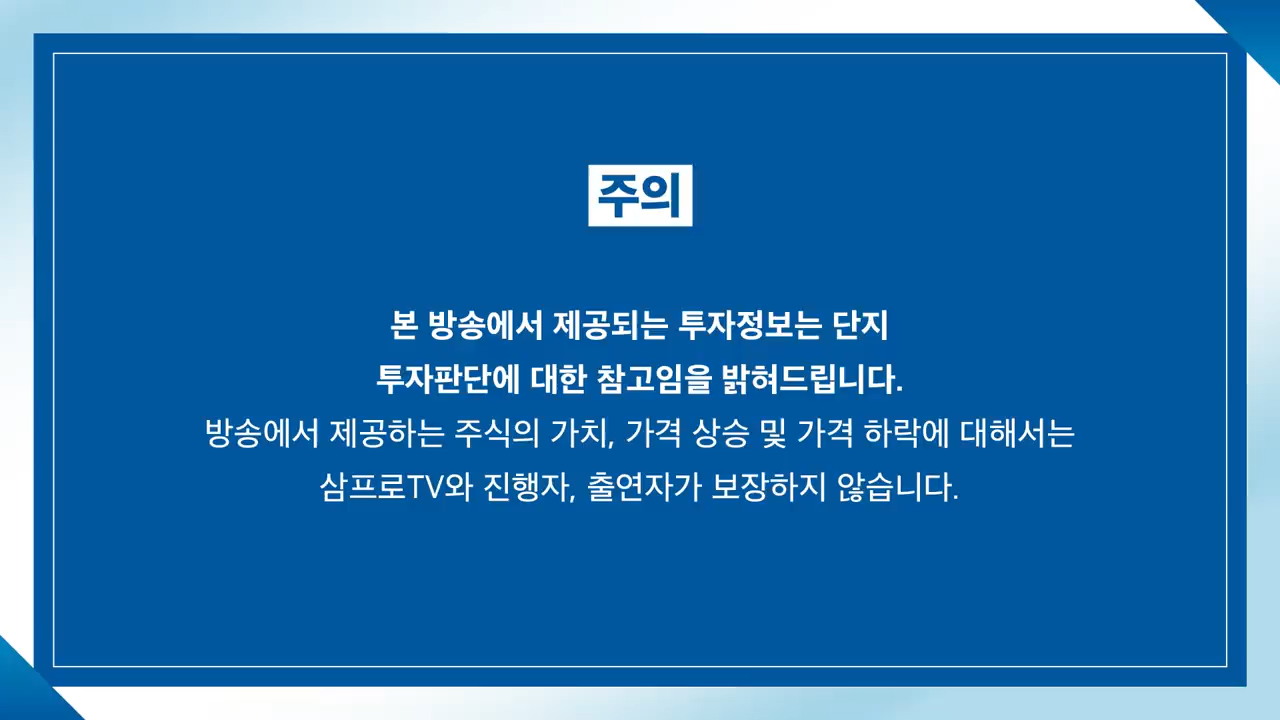 주의
본 방송에서 제공되는 투자정보는 단지
투자판단에 대한 참고임을 밝혀드립니다.
방송에서 제공하는 주식의 가치, 가격 상승 및 가격 하락에 대해서는
삼프로TV와 진행자, 출연자가 보장하지 않습니다.